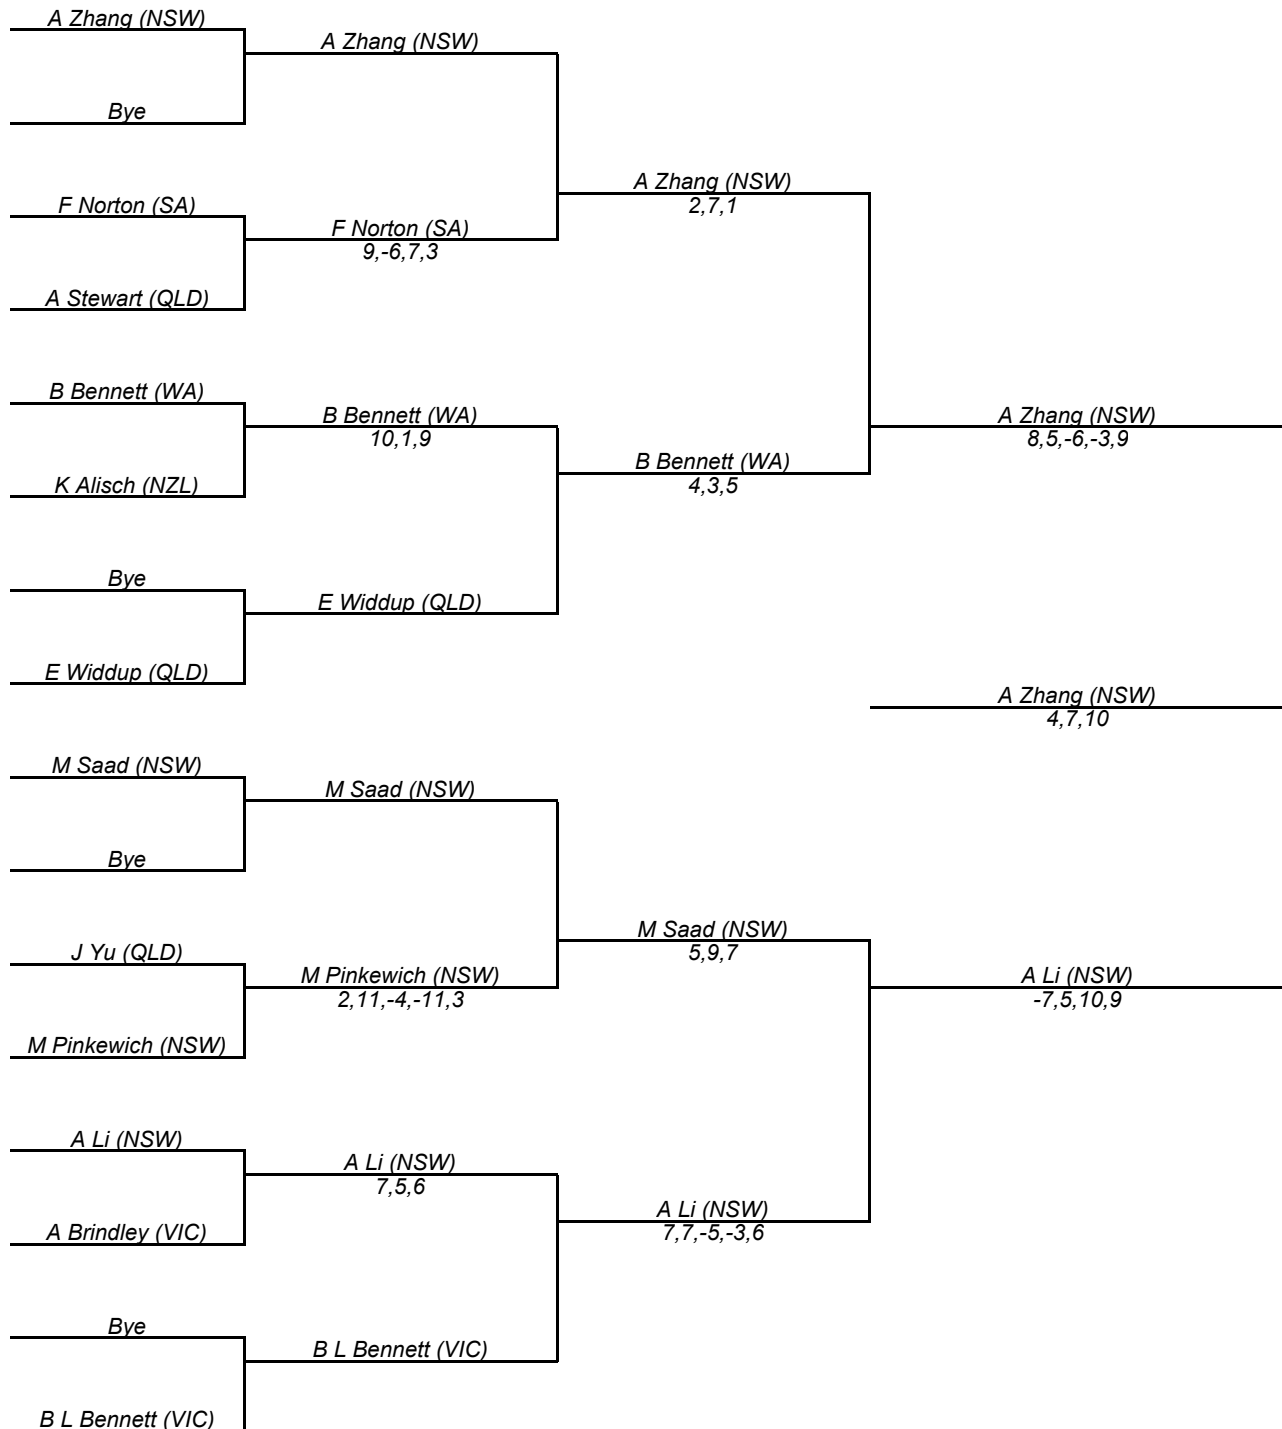 A Zhang (NSW)
A Zhang (NSW)
Bye
A Zhang (NSW)
2,7,1
F Norton (SA)
F Norton (SA)
9,-6,7,3
A Stewart (QLD)
B Bennett (WA)
B Bennett (WA)
10,1,9
A Zhang (NSW)
8,5,-6,-3,9
B Bennett (WA)
4,3,5
K Alisch (NZL)
Bye
E Widdup (QLD)
E Widdup (QLD)
A Zhang (NSW)
4,7,10
M Saad (NSW)
M Saad (NSW)
Bye
M Saad (NSW)
5,9,7
J Yu (QLD)
M Pinkewich (NSW)
2,11,-4,-11,3
A Li (NSW)
-7,5,10,9
M Pinkewich (NSW)
A Li (NSW)
A Li (NSW)
7,5,6
A Li (NSW)
7,7,-5,-3,6
A Brindley (VIC)
Bye
B L Bennett (VIC)
B L Bennett (VIC)